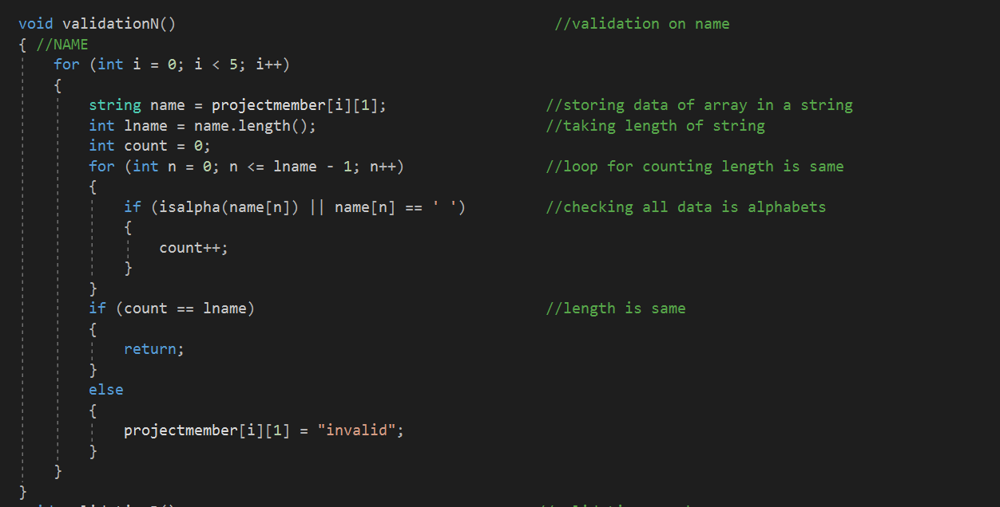 void validationN() //validation on name
{ //NAME
for (int i = 0; i < 5; i++)
{
string name = projectmember[i][1]; //storing data of array in a string
int lname = name.length(); //taking length of string
int count = 0;
for (int n = 0; n <= lname - 1; n++) //loop for counting length is same
{
if (isalpha(name[n]) || name[n] == ' ') //checking all data is alphabets
{
count++;
}
}
if (count == lname) //length is same
{
return;
}
else
{
projectmember[i][1] = "invalid";
}
}
}